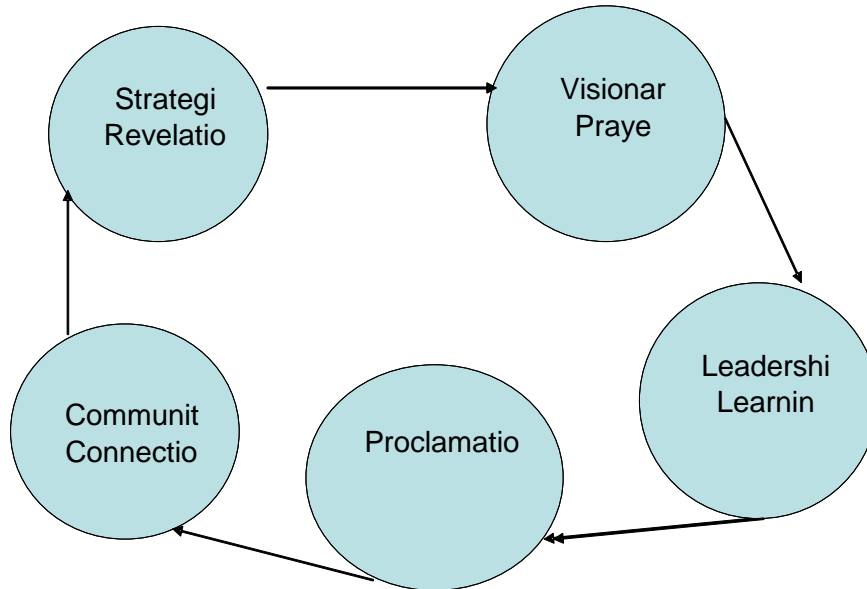 Strategi
Revelatio
Visionar
Praye
Leadershi
Learnin
Proclamatio
Communit
Connectio